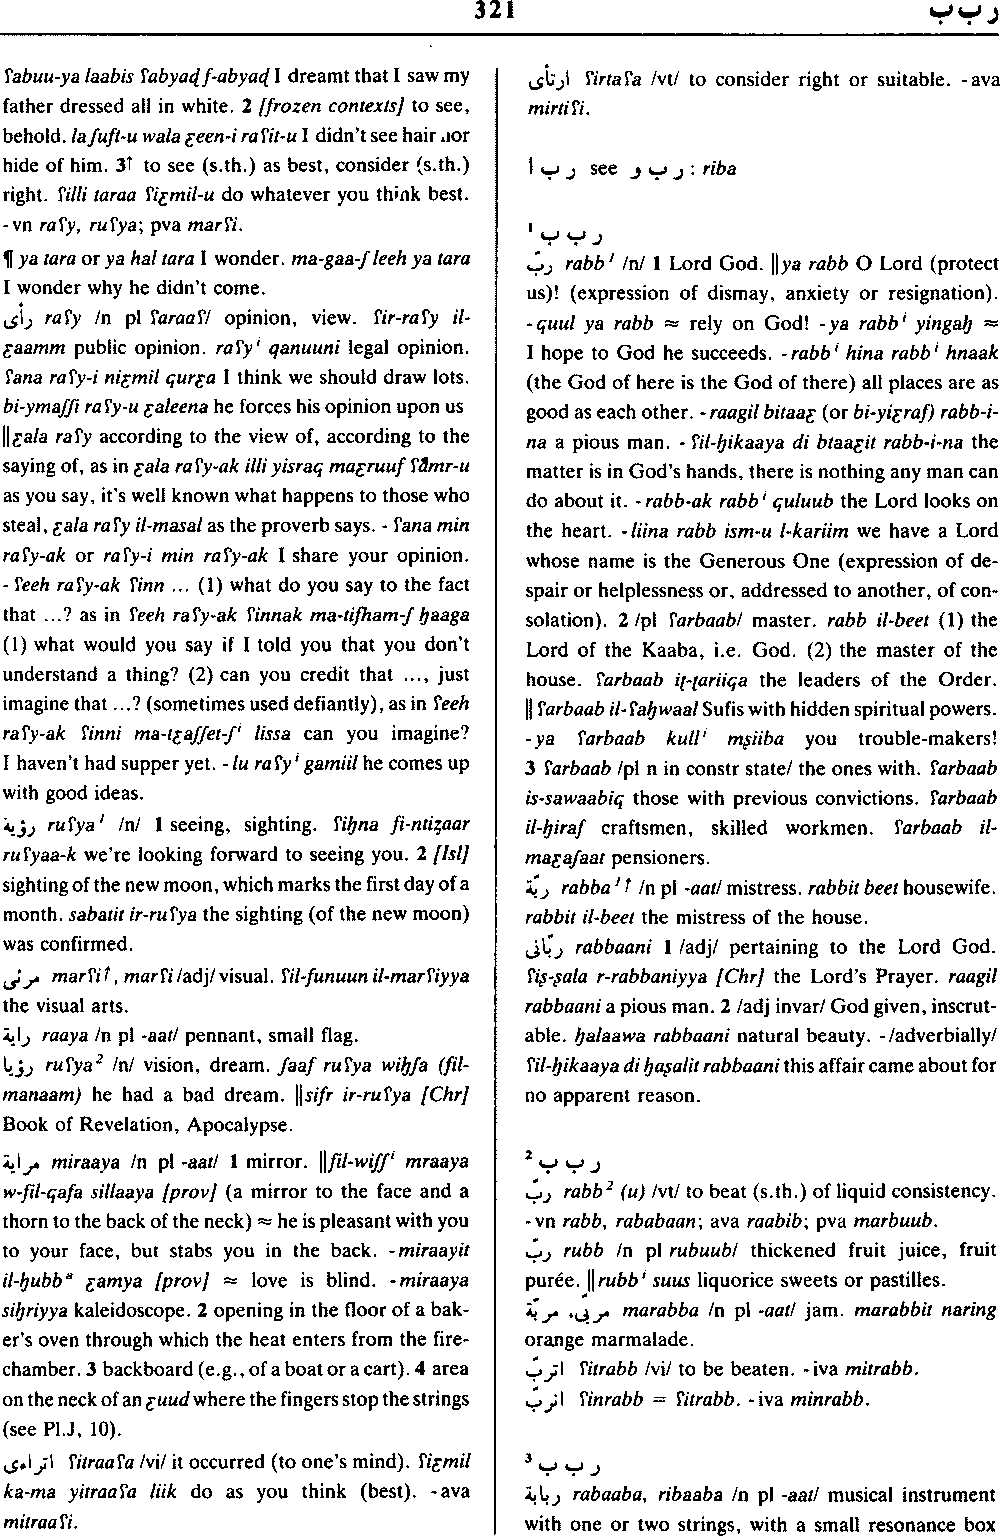 321
ر ب ب
ʕabuu-ya laabis ʕabyaḍ f-abyaḍ I dreamt that I saw my
father dressed all in white. 2 [frozen contexts] to see,
behold. la ʃuft-u wala ɛeen-i raʕit-u I didn't see hair nor
hide of him. 3↑ to see (s.th.) as best, consider (s.th.)
right. ʕilli taraa ʕiɛmil-u do whatever you think best.
-vn raʕy, ruʕya; pva marʕi.
¶ ya tara or ya hal tara I wonder. ma-gaa-ʃ leeh ya tara
I wonder why he didn't come.
رأى raʕy /n pl ʕaraaʕ/ opinion, view. ʕir-raʕy il-
ɛaamm public opinion. raʕyⁱ qanuuni legal opinion.
ʕana raʕy-i niɛmil qurɛa I think we should draw lots.
bi-ymaʃʃi raʕy-u ɛaleena he forces his opinion upon us
||ɛala raʕy according to the view of, according to the
saying of, as in ɛala raʕy-ak illi yisraq maɛruuf ʕamr-u
as you say, it's well known what happens to those who
steal, ɛala raʕy il-masal as the proverb says. - ʕana min
raʕy-ak or raʕy-i min raʕy-ak I share your opinion.
- ʕeeh raʕy-ak ʕinn ... (1) what do you say to the fact
that ...? as in ʕeeh raʕy-ak ʕinnak ma-tifham-ʃ ḥaaga
(1) what would you say if I told you that you don't
understand a thing? (2) can you credit that ..., just
imagine that ...? (sometimes used defiantly), as in ʕeeh
raʕy-ak ʕinni ma-tɛaʃʃet-ʃⁱ lissa can you imagine?
I haven't had supper yet. -lu raʕyⁱ gamiil he comes up
with good ideas.
رؤية ruʕya¹ /n/ 1 seeing, sighting. ʕiḥna fi-ntiẓaar
ruʕyaa-k we're looking forward to seeing you. 2 [Isl]
sighting of the new moon, which marks the first day of a
month. sabatit ir-ruʕya the sighting (of the new moon)
was confirmed.
مرئى marʕi↑, marʕi /adj/ visual. ʕil-funuun il-marʕiyya
the visual arts.
راية raaya /n pl -aat/ pennant, small flag.
رؤيا ruʕya² /n/ vision, dream. ʃaaf ruʕya wiḥʃa (fil-
manaam) he had a bad dream. ||sifr ir-ruʕya [Chr]
Book of Revelation, Apocalypse.
مراية miraaya /n pl -aat/ 1 mirror. ||fil-wiʃʃⁱ mraaya
w-fil-qafa sillaaya [prov] (a mirror to the face and a
thorn to the back of the neck) ≈ he is pleasant with you
to your face, but stabs you in the back. -miraayit
il-ḥubbᵃ ɛamya [prov] ≈ love is blind. -miraaya
siḥriyya kaleidoscope. 2 opening in the floor of a bak-
er's oven through which the heat enters from the fire-
chamber. 3 backboard (e.g., of a boat or a cart). 4 area
on the neck of an ɛuud where the fingers stop the strings
(see Pl.J, 10).
اتراءى ʕitraaʕa /vi/ it occurred (to one's mind). ʕiɛmil
ka-ma yitraaʕa liik do as you think (best). -ava
mitraaʕi.
ارتأى ʕirtaʕa /vt/ to consider right or suitable. -ava
mirtiʕi.
ر ب أ see ر ب و : riba
ر ب ب ¹
ربّ rabb¹ /n/ 1 Lord God. ||ya rabb O Lord (protect
us)! (expression of dismay, anxiety or resignation).
-quul ya rabb ≈ rely on God! -ya rabbⁱ yingaḥ ≈
I hope to God he succeeds. -rabbⁱ hina rabbⁱ hnaak
(the God of here is the God of there) all places are as
good as each other. -raagil bitaaɛ (or bi-yiɛraf) rabb-i-
na a pious man. - ʕil-ḥikaaya di btaaɛit rabb-i-na the
matter is in God's hands, there is nothing any man can
do about it. -rabb-ak rabbⁱ quluub the Lord looks on
the heart. -liina rabb ism-u l-kariim we have a Lord
whose name is the Generous One (expression of de-
spair or helplessness or, addressed to another, of con-
solation). 2 /pl ʕarbaab/ master. rabb il-beet (1) the
Lord of the Kaaba, i.e. God. (2) the master of the
house. ʕarbaab iṭ-ṭariiqa the leaders of the Order.
|| ʕarbaab il-ʕaḥwaal Sufis with hidden spiritual powers.
-ya ʕarbaab kullⁱ mṣiiba you trouble-makers!
3 ʕarbaab /pl n in constr state/ the ones with. ʕarbaab
is-sawaabiq those with previous convictions. ʕarbaab
il-ḥiraf craftsmen, skilled workmen. ʕarbaab il-
maɛaʃaat pensioners.
ربّة rabba¹↑ /n pl -aat/ mistress. rabbit beet housewife.
rabbit il-beet the mistress of the house.
ربّانى rabbaani 1 /adj/ pertaining to the Lord God.
ʕiṣ-ṣala r-rabbaniyya [Chr] the Lord's Prayer. raagil
rabbaani a pious man. 2 /adj invar/ God given, inscrut-
able. ḥalaawa rabbaani natural beauty. -/adverbially/
ʕil-ḥikaaya di ḥaṣalit rabbaani this affair came about for
no apparent reason.
ر ب ب ²
ربّ rabb² (u) /vt/ to beat (s.th.) of liquid consistency.
-vn rabb, rababaan; ava raabib; pva marbuub.
ربّ rubb /n pl rubuub/ thickened fruit juice, fruit
purée. ||rubbⁱ suus liquorice sweets or pastilles.
مربّى، مربّة marabba /n pl -aat/ jam. marabbit naring
orange marmalade.
اتربّ ʕitrabb /vi/ to be beaten. -iva mitrabb.
انربّ ʕinrabb = ʕitrabb. -iva minrabb.
ر ب ب ³
ربابة rabaaba, ribaaba /n pl -aat/ musical instrument
with one or two strings, with a small resonance box